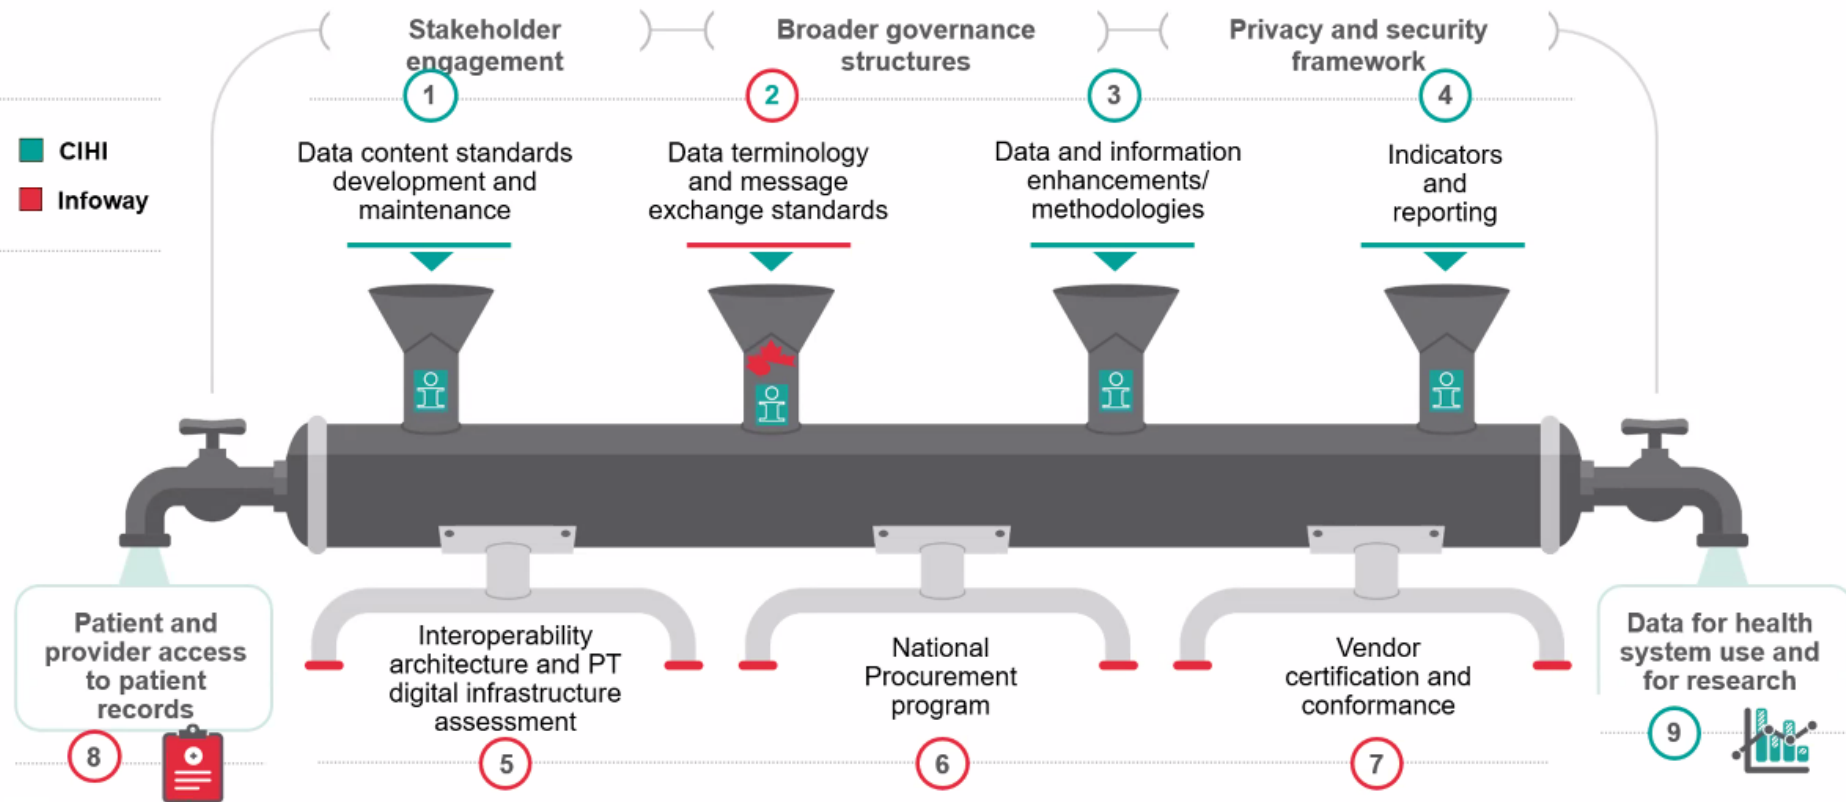 Stakeholder
engagement
Broader governance
structures
Privacy and security
framework
1
2
3
4
CIHI
Infoway
Data content standards
development and
maintenance
Data terminology
and message
exchange standards
Data and information
enhancements/
methodologies
Indicators
and
reporting
Patient and
provider access
to patient
records
8
Interoperability
architecture and PT
digital infrastructure
assessment
5
National
Procurement
program
6
Vendor
certification and
conformance
7
Data for health
system use and
for research
9